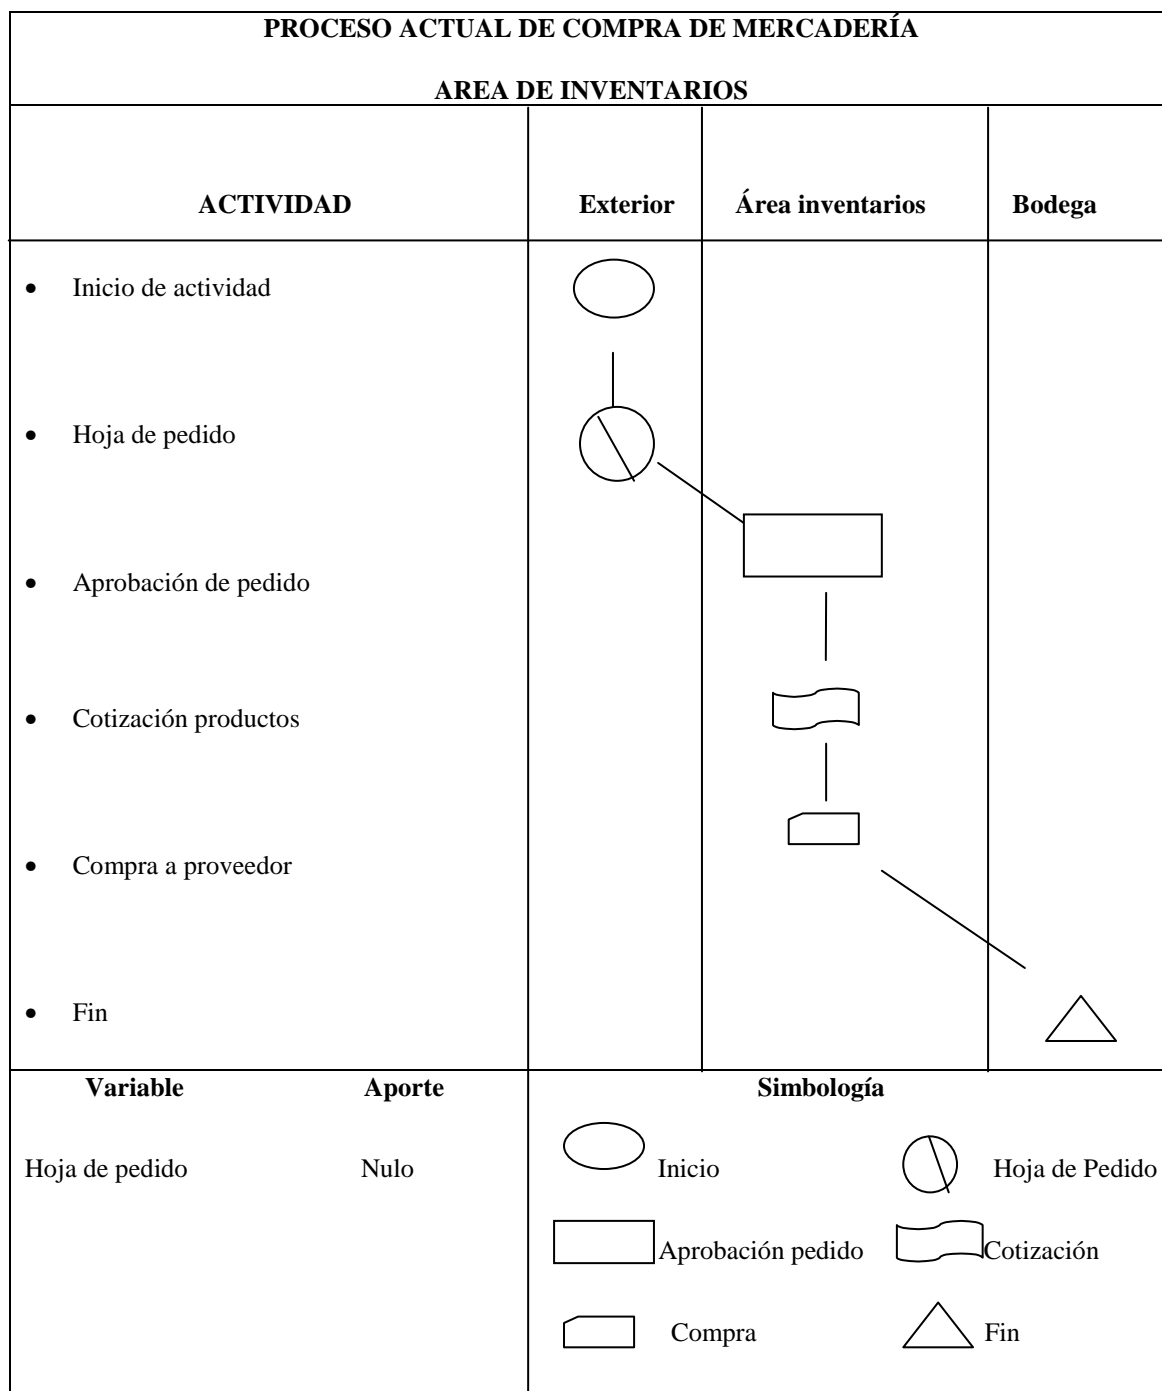 PROCESO ACTUAL DE COMPRA DE MERCADERÍA
AREA DE INVENTARIOS
ACTIVIDAD Exterior Área inventarios Bodega
• Inicio de actividad
• Hoja de pedido
• Aprobación de pedido
• Cotización productos
• Compra a proveedor
• Fin
Variable Aporte
Hoja de pedido Nulo
Simbología
Inicio Hoja de Pedido
Aprobación pedido Cotización
Compra Fin